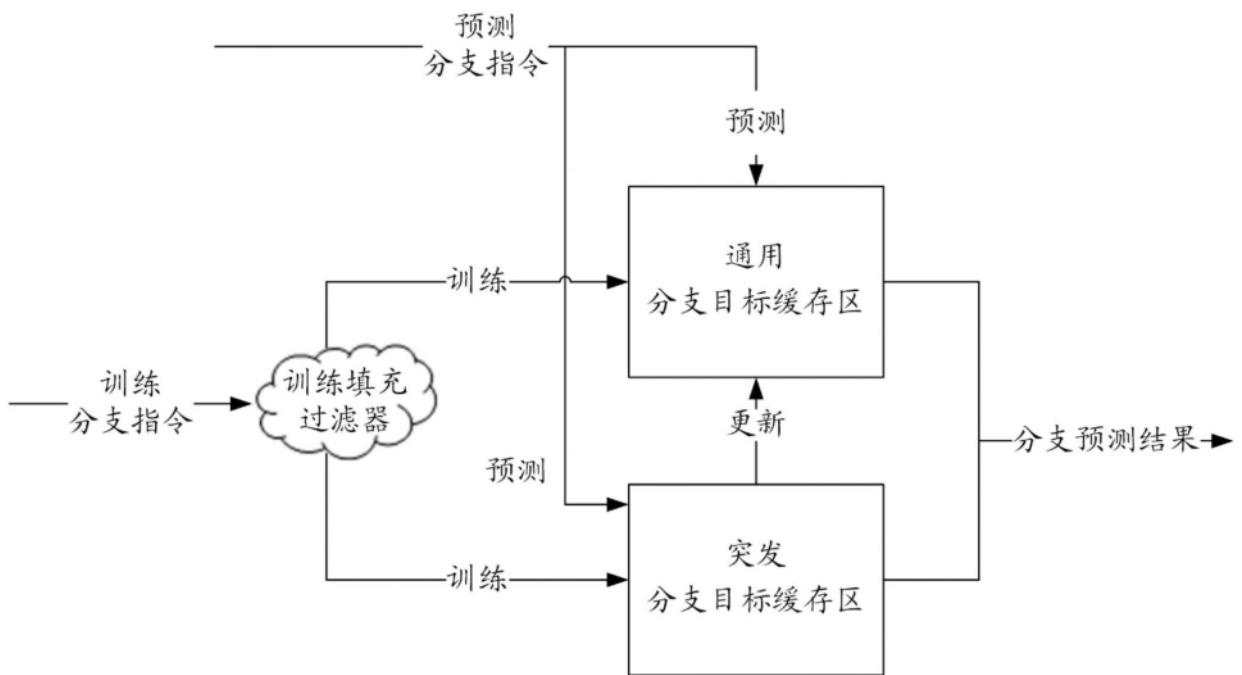 预测
分支指令
预测
通用
分支目标缓存区
训练
训练
分支指令
训练填充
过滤器
更新
分支预测结果
预测
突发
分支目标缓存区
训练